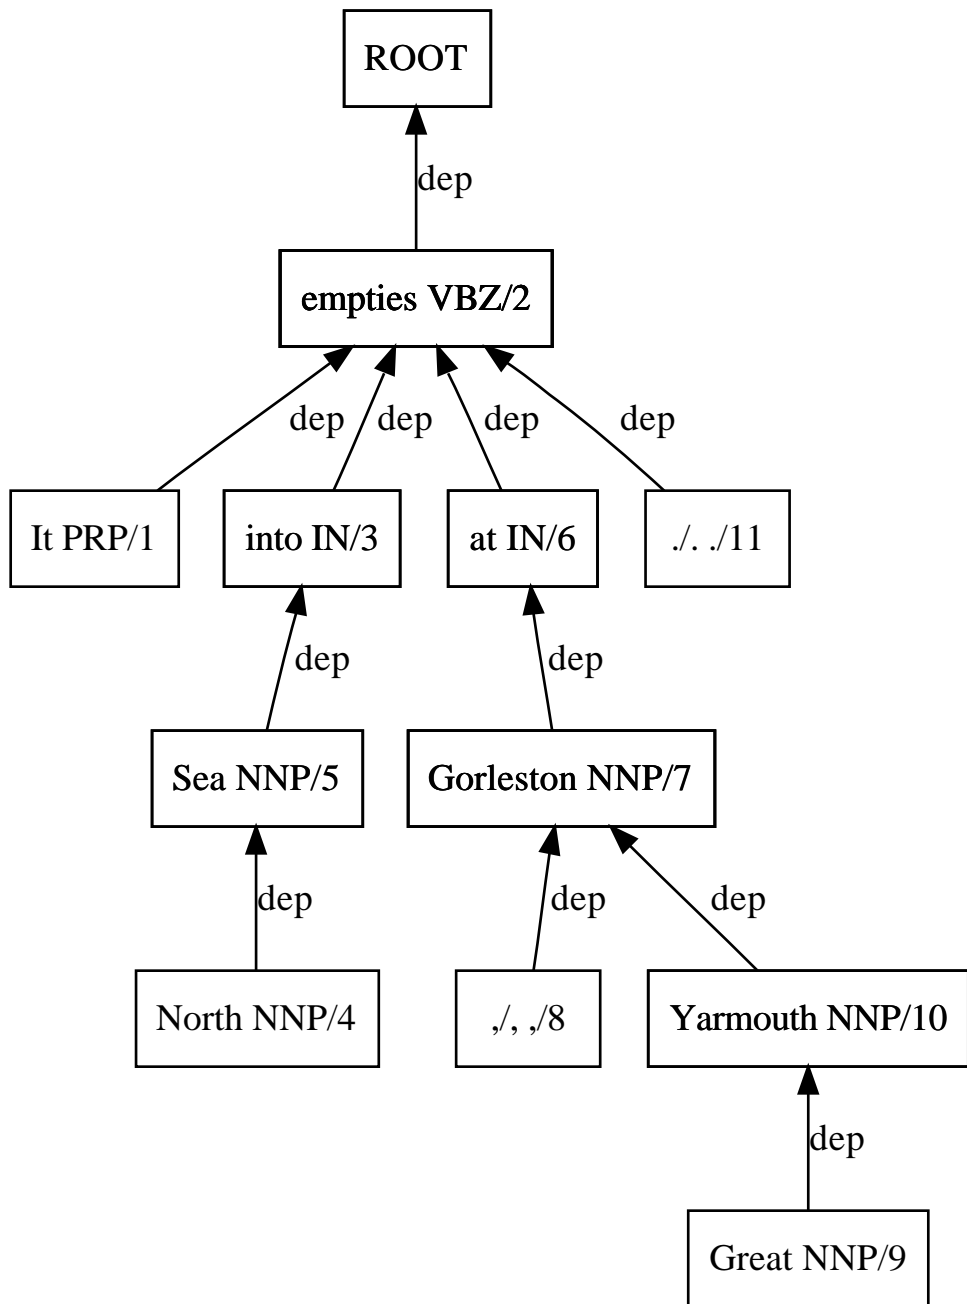 ROOT
dep
empties VBZ/2
dep dep dep dep
It PRP/1 into IN/3 at IN/6 ./. ./11
dep dep
Sea NNP/5 Gorleston NNP/7
dep dep dep
North NNP/4 ,/, ,/8 Yarmouth NNP/10
dep
Great NNP/9